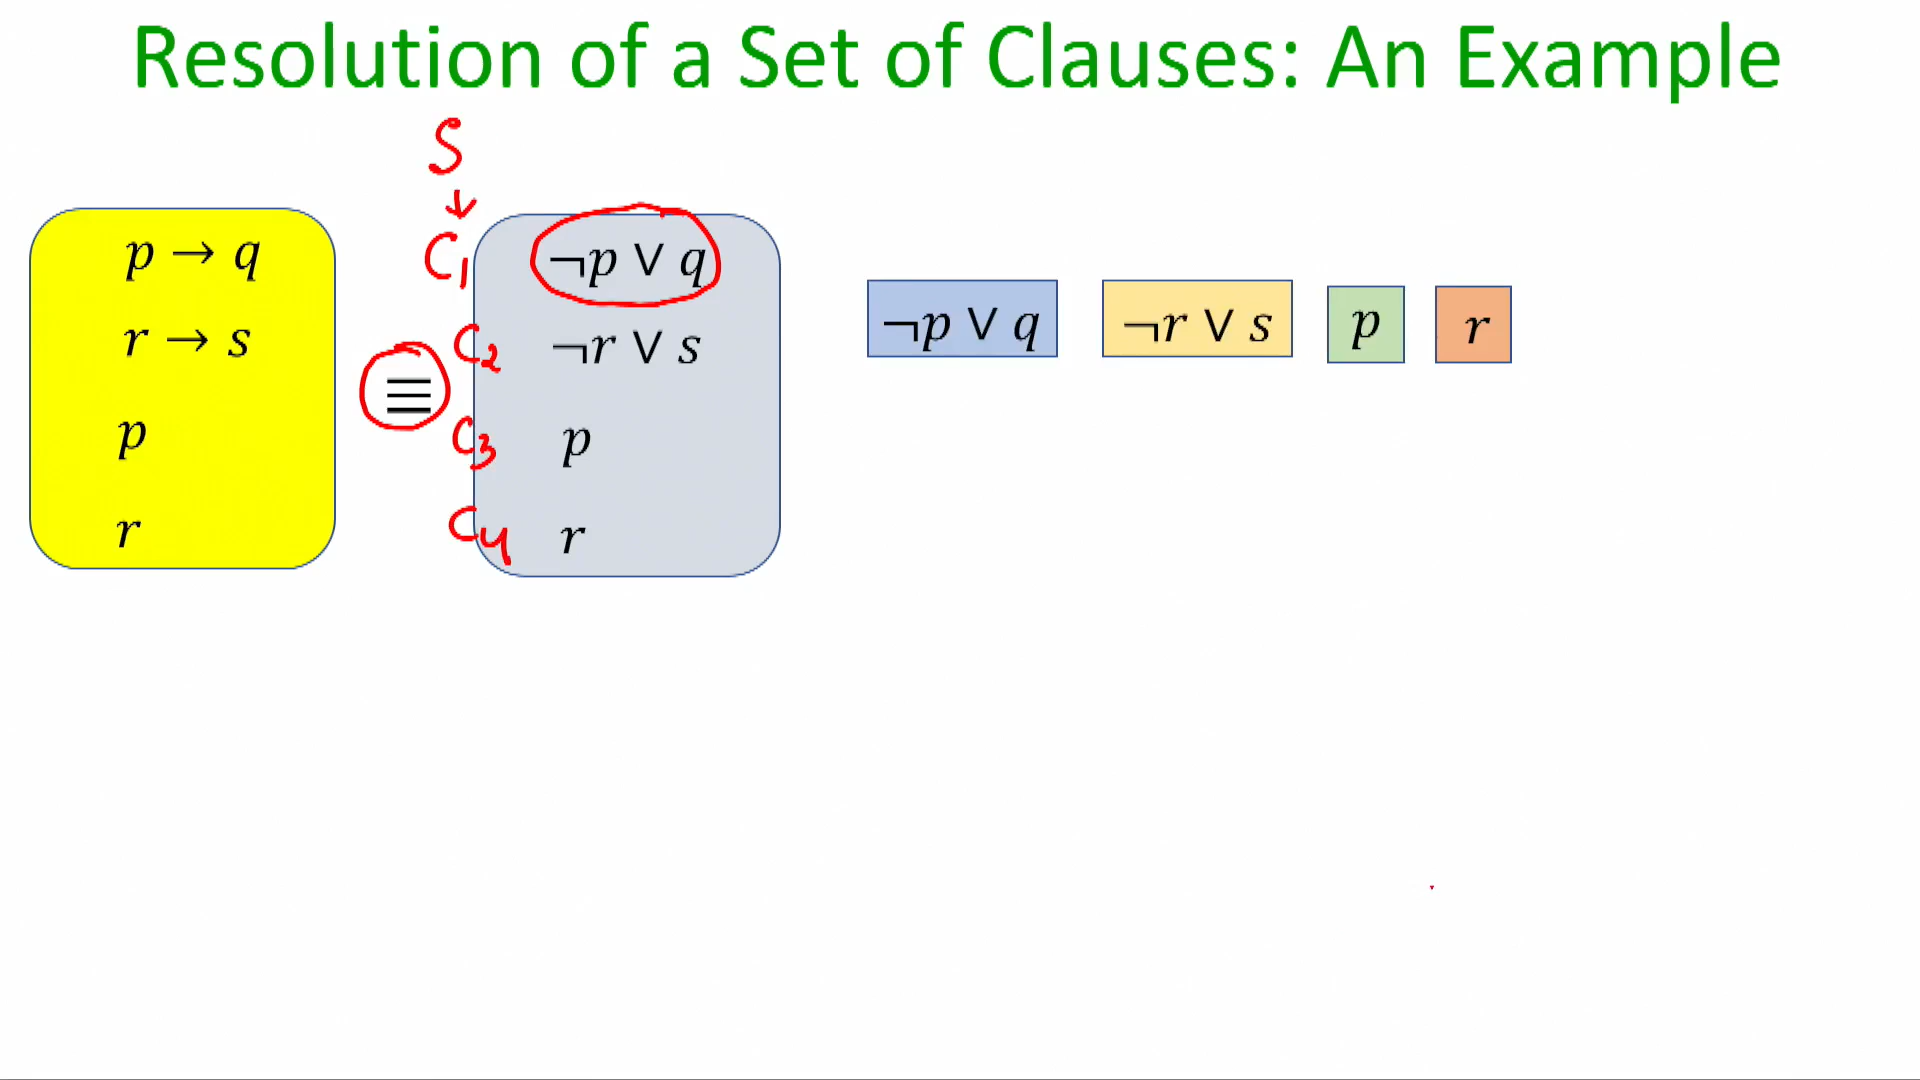 Resolution of a Set of Clauses: An Example
S
↓
p → q
r → s
p
r
≡
C1 ¬p ∨ q
C2 ¬r ∨ s
C3 p
C4 r
¬p ∨ q ¬r ∨ s p r